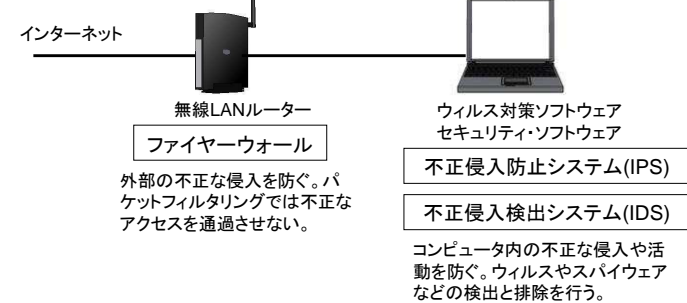 インターネット
無線LANルーター
ファイヤーウォール
外部の不正な侵入を防ぐ。パ
ケットフィルタリングでは不正な
アクセスを通過させない。
ウィルス対策ソフトウェア
セキュリティ・ソフトウェア
不正侵入防止システム(IPS)
不正侵入検出システム(IDS)
コンピュータ内の不正な侵入や活
動を防ぐ。ウィルスやスパイウェア
などの検出と排除を行う。